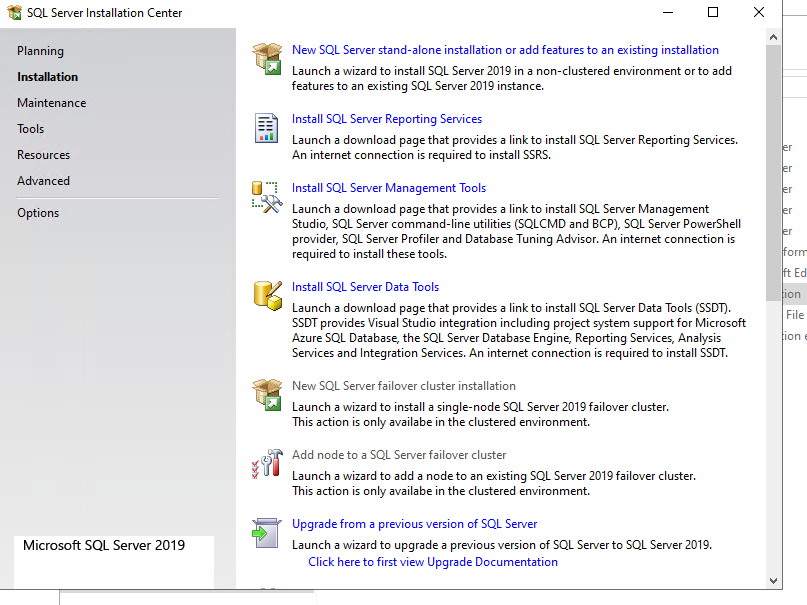 SQL Server Installation Center
Planning
Installation
Maintenance
Tools
Resources
Advanced
Options
Microsoft SQL Server 2019
New SQL Server stand-alone installation or add features to an existing installation
Launch a wizard to install SQL Server 2019 in a non-clustered environment or to add
features to an existing SQL Server 2019 instance.
Install SQL Server Reporting Services
Launch a download page that provides a link to install SQL Server Reporting Services.
An internet connection is required to install SSRS.
Install SQL Server Management Tools
Launch a download page that provides a link to install SQL Server Management
Studio, SQL Server command-line utilities (SQLCMD and BCP), SQL Server PowerShell
provider, SQL Server Profiler and Database Tuning Advisor. An internet connection is
required to install these tools.
Install SQL Server Data Tools
Launch a download page that provides a link to install SQL Server Data Tools (SSDT).
SSDT provides Visual Studio integration including project system support for Microsoft
Azure SQL Database, the SQL Server Database Engine, Reporting Services, Analysis
Services and Integration Services. An internet connection is required to install SSDT.
New SQL Server failover cluster installation
Launch a wizard to install a single-node SQL Server 2019 failover cluster.
This action is only availabe in the clustered environment.
Add node to a SQL Server failover cluster
Launch a wizard to add a node to an existing SQL Server 2019 failover cluster.
This action is only availabe in the clustered environment.
Upgrade from a previous version of SQL Server
Launch a wizard to upgrade a previous version of SQL Server to SQL Server 2019.
Click here to first view Upgrade Documentation
File